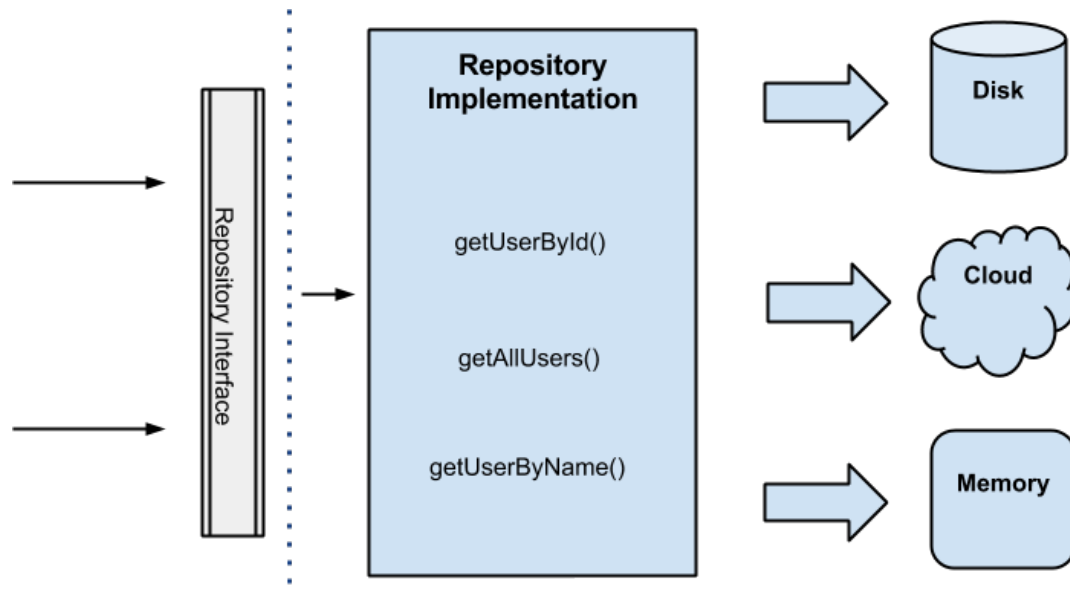 Repository Interface
Repository
Implementation
getUserById()
getAllUsers()
getUserByName()
Disk
Cloud
Memory